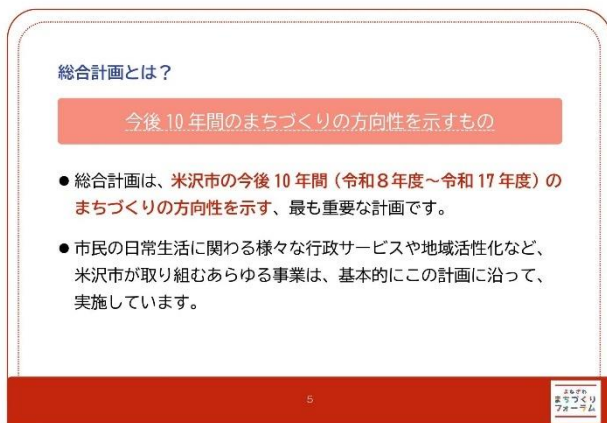 総合計画とは？
今後10年間のまちづくりの方向性を示すもの
● 総合計画は、米沢市の今後10年間（令和８年度～令和17年度）の
まちづくりの方向性を示す、最も重要な計画です。
● 市民の日常生活に関わる様々な行政サービスや地域活性化など、
米沢市が取り組むあらゆる事業は、基本的にこの計画に沿って、
実施しています。
5
よねざわ
まちづくり
フォーラム